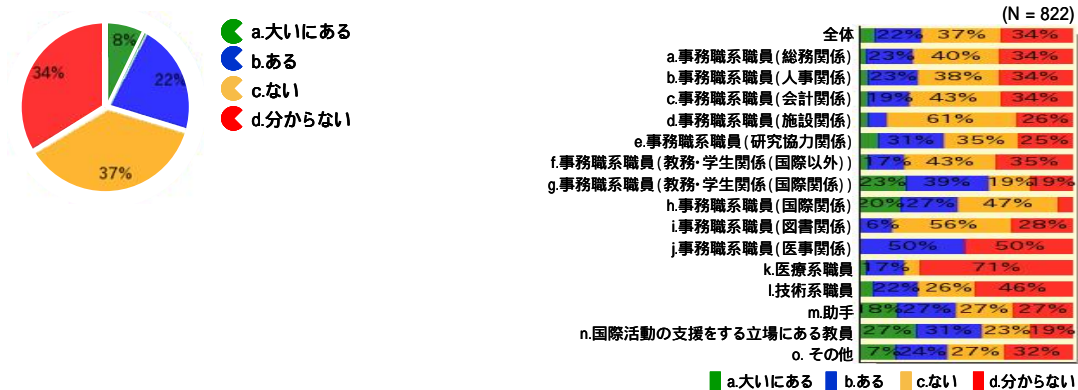 (N = 822)
8%
22%
37%
34%
a.大いにある
b.ある
c.ない
d.分からない
全体 22% 37% 34%
a.事務職系職員(総務関係) 23% 40% 34%
b.事務職系職員(人事関係) 23% 38% 34%
c.事務職系職員(会計関係) 19% 43% 34%
d.事務職系職員(施設関係) 61% 26%
e.事務職系職員(研究協力関係) 31% 35% 25%
f.事務職系職員(教務・学生関係(国際以外)) 17% 43% 35%
g.事務職系職員(教務・学生関係(国際関係)) 23% 39% 19% 19%
h.事務職系職員(国際関係) 20% 27% 47%
i.事務職系職員(図書関係) 6% 56% 28%
j.事務職系職員(医事関係) 50% 50%
k.医療系職員 17% 71%
l.技術系職員 22% 26% 46%
m.助手 18% 27% 27% 27%
n.国際活動の支援をする立場にある教員 27% 31% 23% 19%
o. その他 24% 27% 32%
a.大いにある b.ある c.ない d.分からない